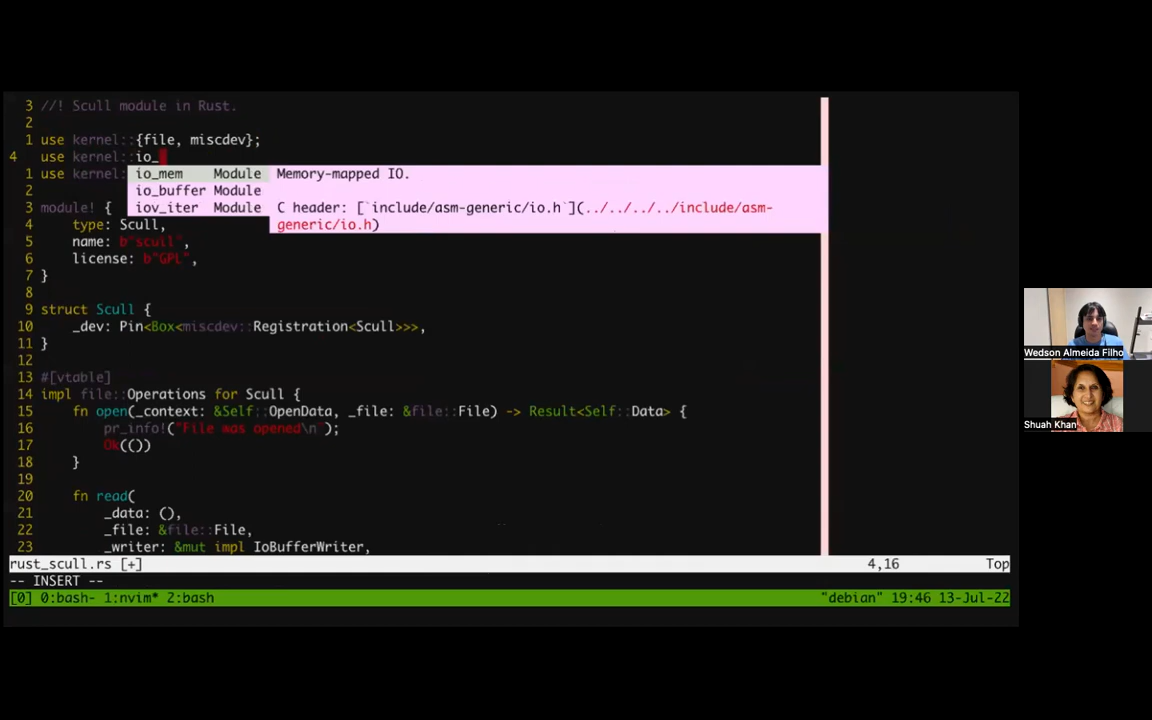 3 //! Scull module in Rust.
2
1 use kernel::{file, miscdev};
4 use kernel::io_
1 use kernel:
io_mem Module Memory-mapped IO.
2
io_buffer Module
iov_iter Module C header: [`include/asm-generic/io.h`](../../../../include/asm-
generic/io.h)
3 module! {
4 type: Scull,
5 name: b"scull",
6 license: b"GPL",
7 }
8
9 struct Scull {
10 _dev: Pin<Box<miscdev::Registration<Scull>>>,
11 }
12
13 #[vtable]
14 impl file::Operations for Scull {
15 fn open(_context: &Self::OpenData, _file: &file::File) -> Result<Self::Data> {
16 pr_info!("File was opened\n");
17 Ok(())
18 }
19
20 fn read(
21 _data: (),
22 _file: &file::File,
23 _writer: &mut impl IoBufferWriter,
rust_scull.rs [+] 4,16 Top
-- INSERT --
[0] 0:bash- 1:nvim* 2:bash "debian" 19:46 13-Jul-22
Wedson Almeida Filho
Shuah Khan